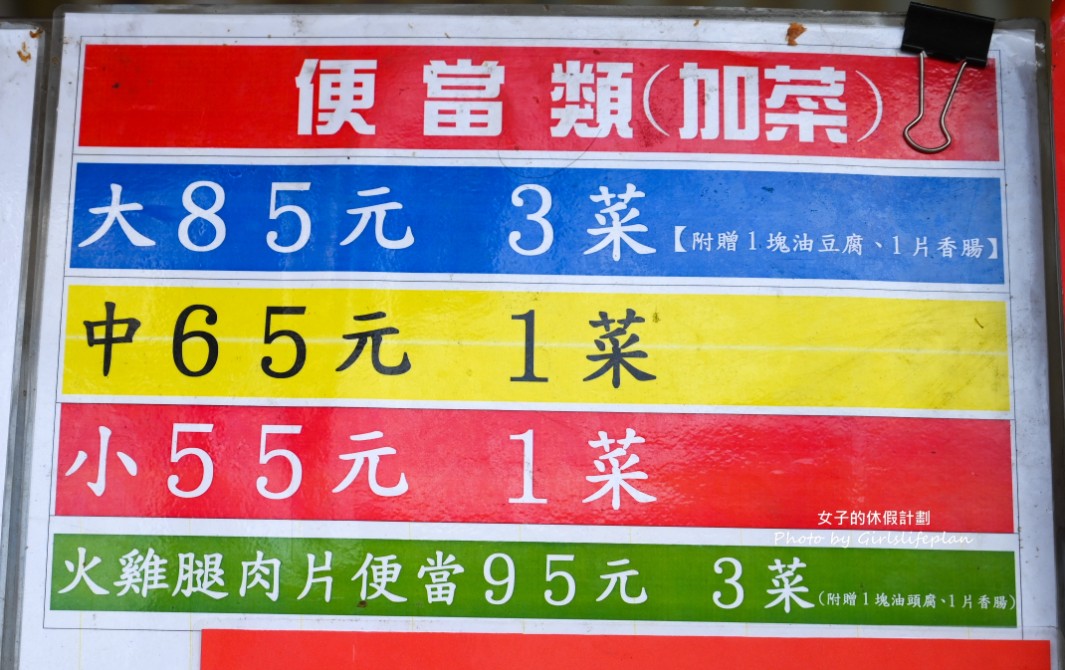 便當類(加菜)
大85元 3菜【附贈1塊油豆腐、1片香腸】
中65元 1菜
小55元 1菜
女子的休假計劃
Photo by Girlslifeplan
火雞腿肉片便當95元 3菜(附贈1塊油頭腐、1片香腸)